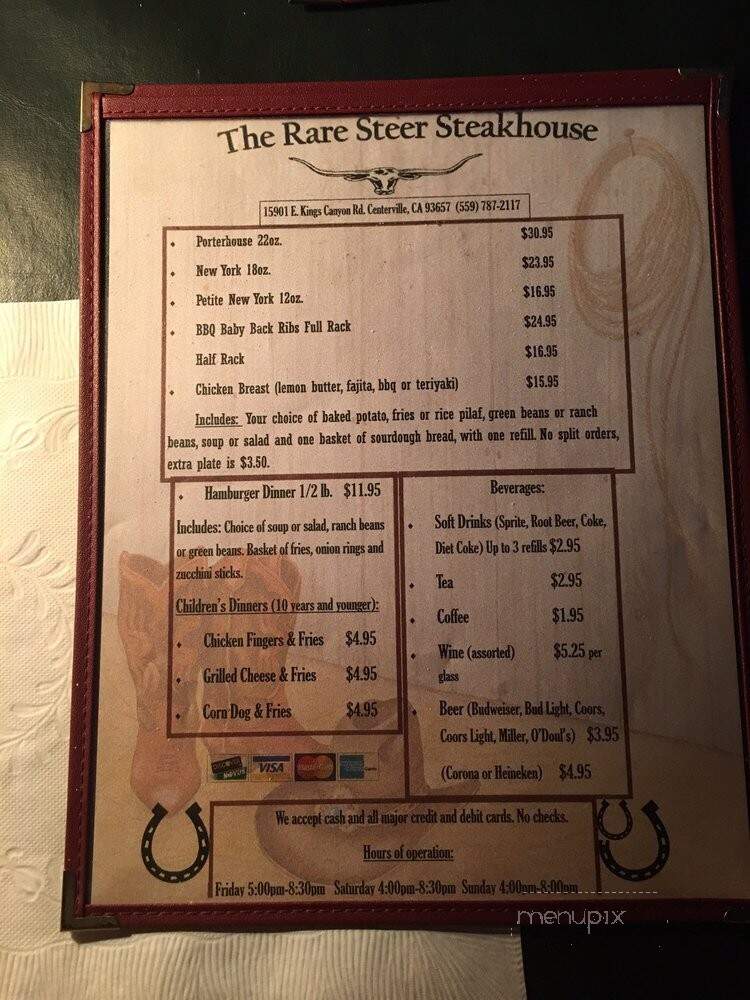 The Rare Steer Steakhouse
15901 E. Kings Canyon Rd. Centerville, CA 93657 (559) 787-2117
Porterhouse 22oz. $30.95
New York 18oz. $23.95
Petite New York 12oz. $16.95
BBQ Baby Back Ribs Full Rack $24.95
Half Rack $16.95
Chicken Breast (lemon butter, fajita, bbq or teriyaki) $15.95
Includes: Your choice of baked potato, fries or rice pilaf, green beans or ranch
beans, soup or salad and one basket of sourdough bread, with one refill. No split orders,
extra plate is $3.50.
Hamburger Dinner 1/2 lb. $11.95
Includes: Choice of soup or salad, ranch beans
or green beans. Basket of fries, onion rings and
zucchini sticks.
Children's Dinners (10 years and younger):
Chicken Fingers & Fries $4.95
Grilled Cheese & Fries $4.95
Corn Dog & Fries $4.95
Beverages:
Soft Drinks (Sprite, Root Beer, Coke,
Diet Coke) Up to 3 refills $2.95
Tea $2.95
Coffee $1.95
Wine (assorted) $5.25 per
glass
Beer (Budweiser, Bud Light, Coors,
Coors Light, Miller, O'Doul's) $3.95
(Corona or Heineken) $4.95
VISA MasterCard
We accept cash and all major credit and debit cards. No checks.
Hours of operation:
Friday 5:00pm-8:30pm Saturday 4:00pm-8:30pm Sunday 4:00pm-8:00pm
menupix